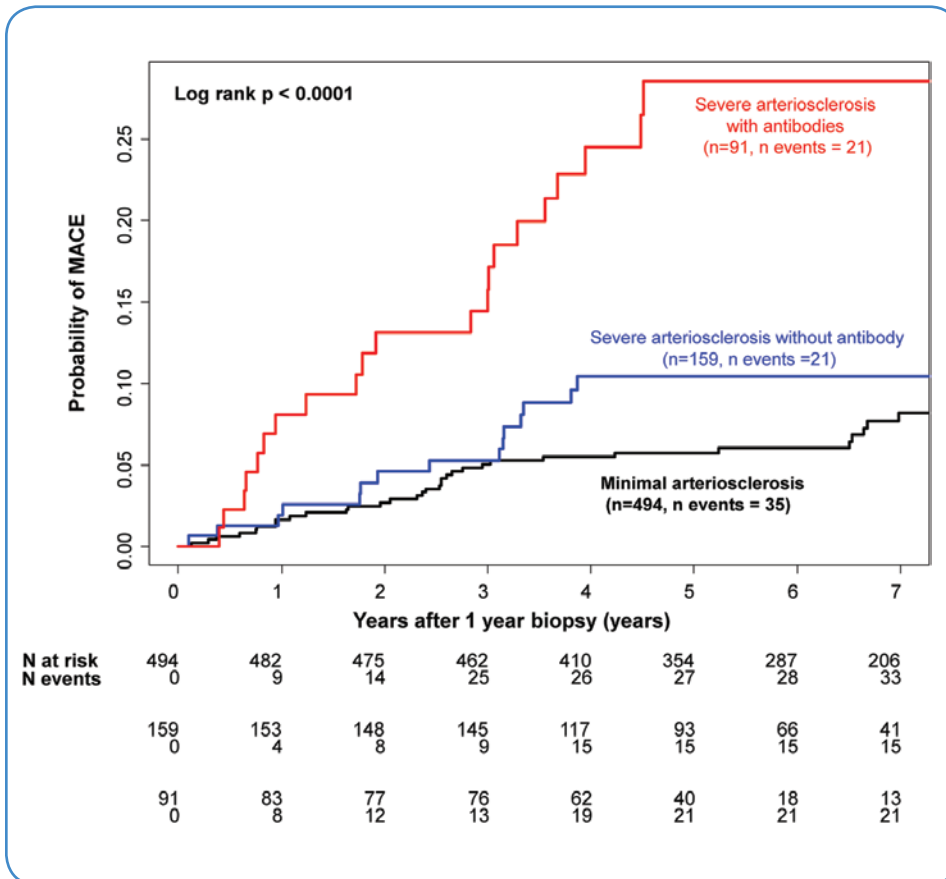 Log rank p < 0.0001
Severe arteriosclerosis
with antibodies
(n=91, n events = 21)
Severe arteriosclerosis without antibody
(n=159, n events =21)
Minimal arteriosclerosis
(n=494, n events = 35)
Probability of MACE
0.25
0.20
0.15
0.10
0.05
0.00
0 1 2 3 4 5 6 7
Years after 1 year biopsy (years)
N at risk 494 482 475 462 410 354 287 206
N events 0 9 14 25 26 27 28 33
159 153 148 145 117 93 66 41
0 4 8 9 15 15 15 15
91 83 77 76 62 40 18 13
0 8 12 13 19 21 21 21